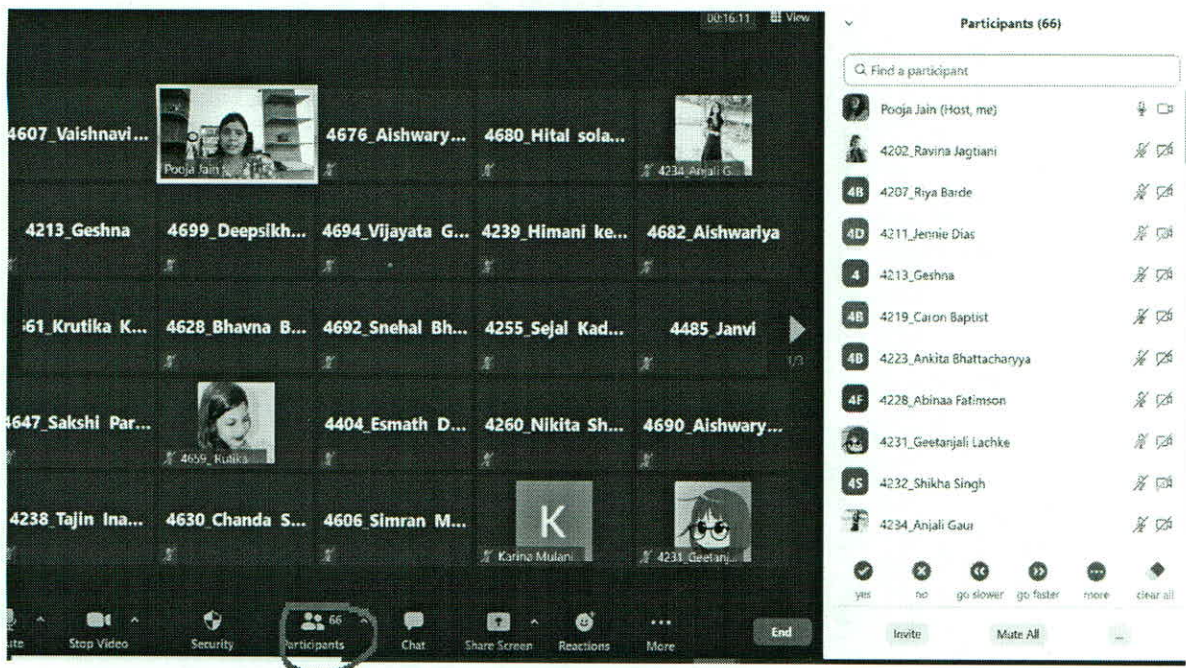 00:16:11 View
4607_Vaishnavi...
Pooja Jain
4676_Aishwary...
4680_Hital sola...
4234_Anjali G...
4213_Geshna
4699_Deepsikh...
4694_Vijayata G...
4239_Himani ke...
4682_Aishwariya
61_Krutika K...
4628_Bhavna B...
4692_Snehal Bh...
4255_Sejal Kad...
4485_Janvi
1/3
4647_Sakshi Par...
4659_Rutika
4404_Esmath D...
4260_Nikita Sh...
4690_Aishwary...
4238_Tajin Ina...
4630_Chanda S...
4606_Simran M...
K
Karina Mulani
4231_Geetanj...
Stop Video
Security
66
Participants
Chat
Share Screen
Reactions
More
End
Participants (66)
Find a participant
Pooja Jain (Host, me)
4202_Ravina Jagtiani
4B 4207_Riya Barde
4D 4211_Jennie Dias
4 4213_Geshna
4B 4219_Caron Baptist
4B 4223_Ankita Bhattacharyya
4F 4228_Abinaa Fatimson
4231_Geetanjali Lachke
4S 4232_Shikha Singh
4234_Anjali Gaur
yes no go slower go faster more clear all
Invite Mute All ...